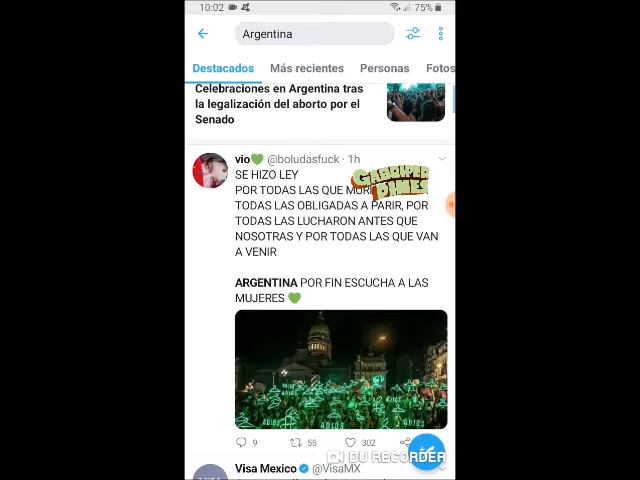 10:02
75%
Argentina
Destacados
Más recientes
Personas
Fotos
Celebraciones en Argentina tras
la legalización del aborto por el
Senado
vio💚 @boludasfuck · 1h
SE HIZO LEY
POR TODAS LAS QUE
TODAS LAS OBLIGADAS A PARIR, POR
TODAS LAS LUCHARON ANTES QUE
NOSOTRAS Y POR TODAS LAS QUE VAN
A VENIR
ARGENTINA POR FIN ESCUCHA A LAS
MUJERES 💚
ADIOS
ADIOS
9
55
302
DU RECORDER
Visa Mexico @VisaMX